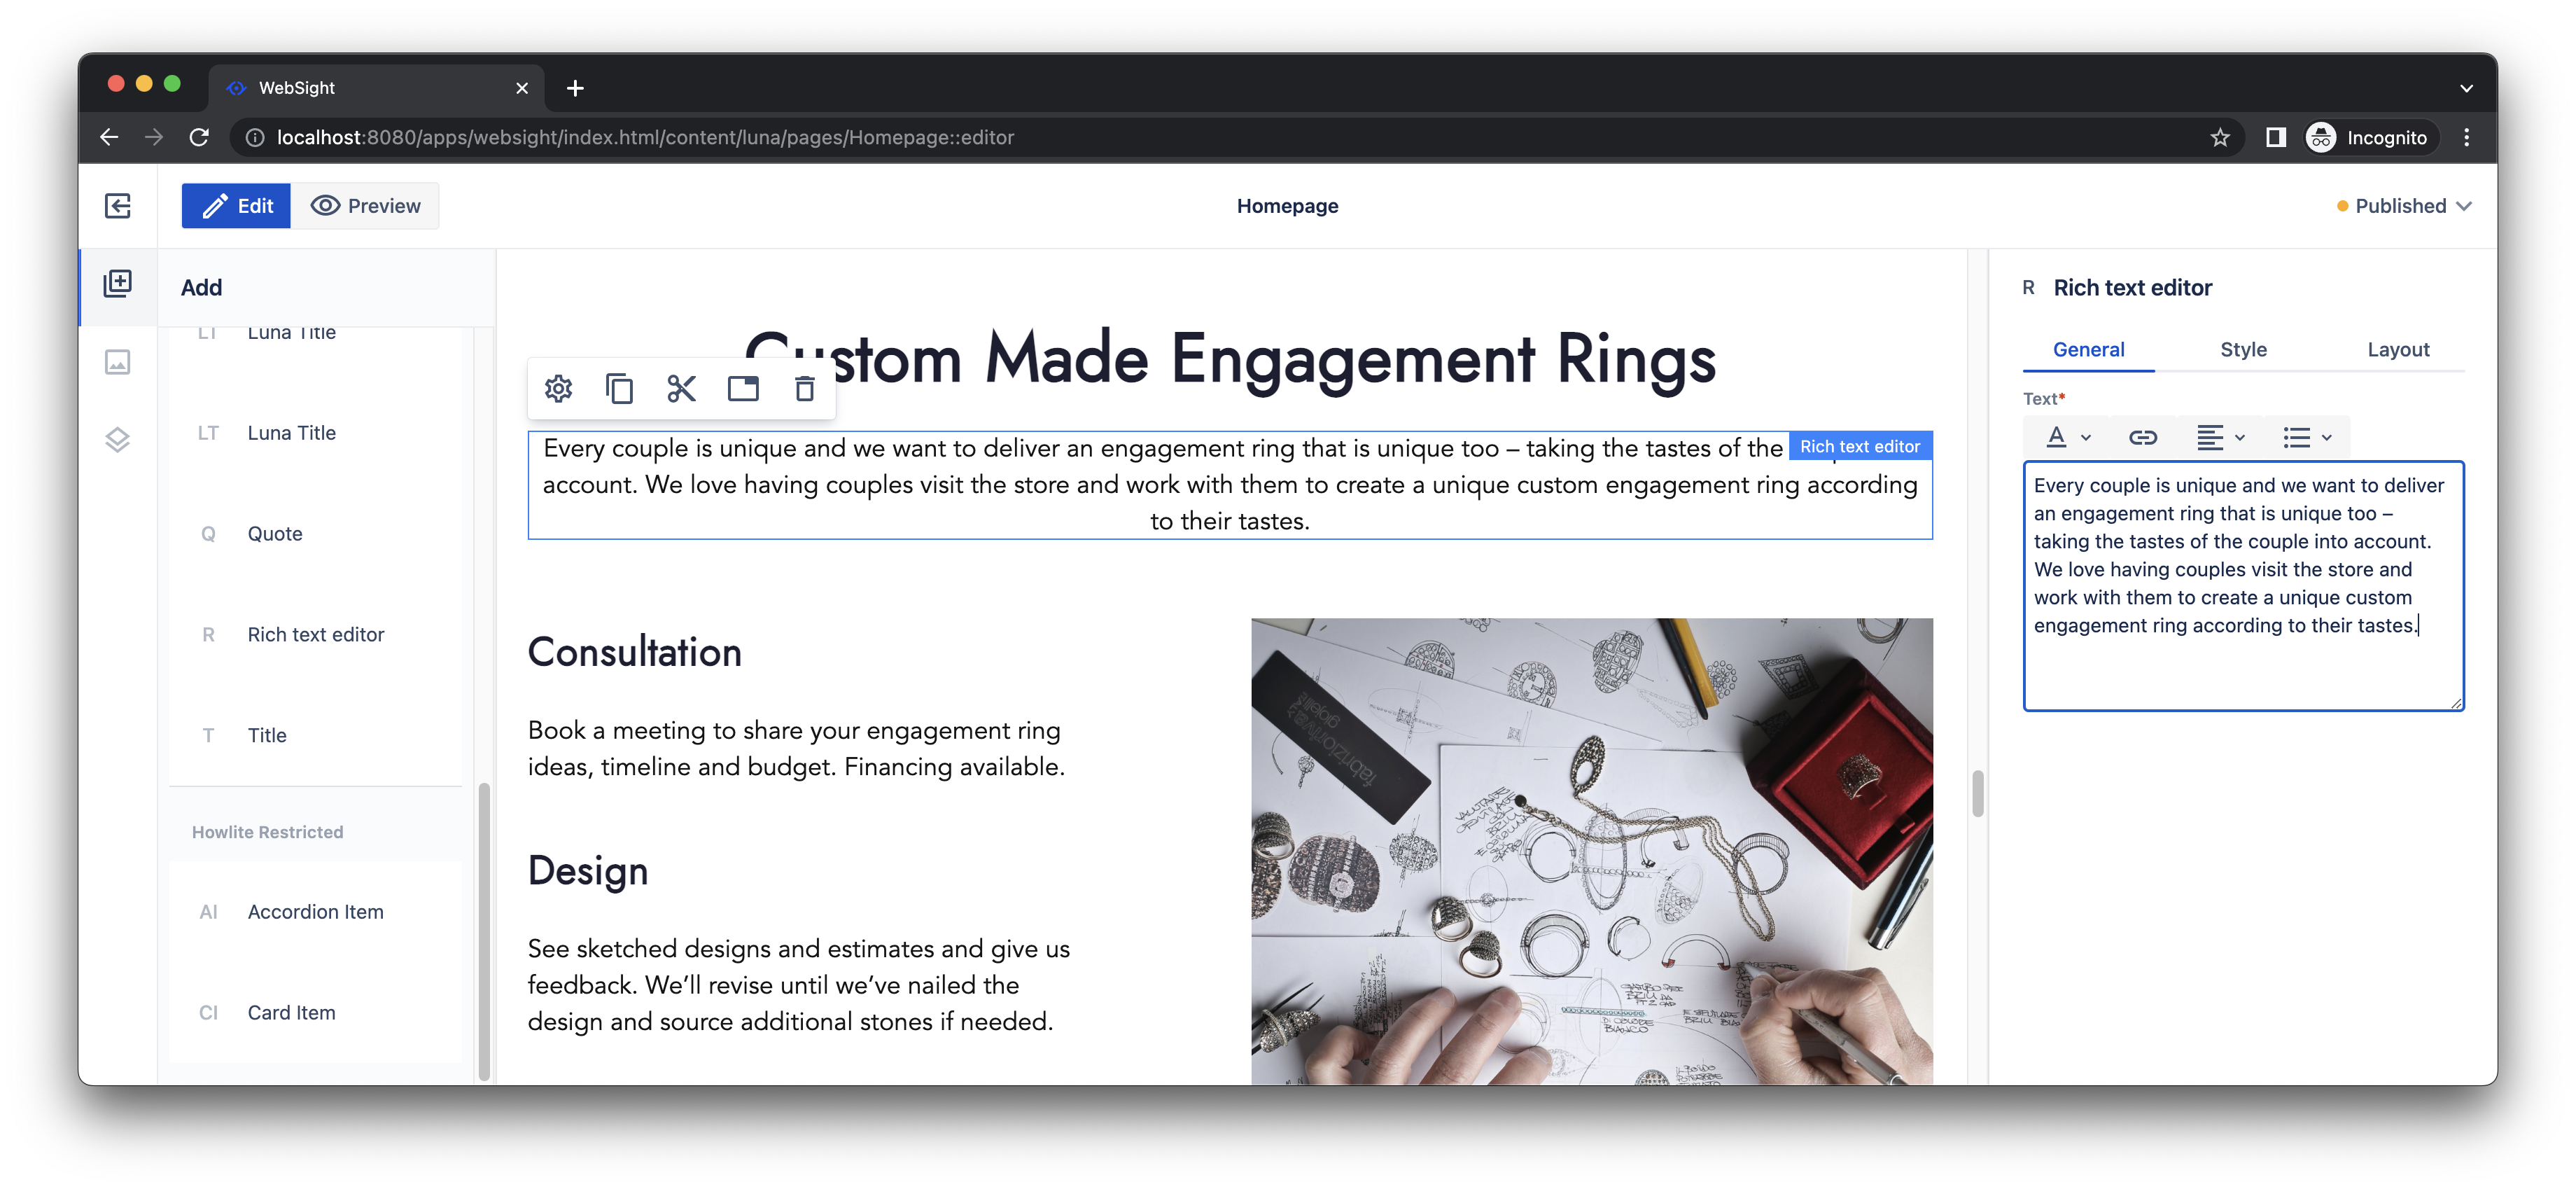 WebSight
localhost:8080/apps/websight/index.html/content/luna/pages/Homepage::editor
Incognito
Edit
Preview
Homepage
Published
Add
LT Luna Title
LT Luna Title
Q Quote
R Rich text editor
T Title
Howlite Restricted
AI Accordion Item
CI Card Item
Custom Made Engagement Rings
Every couple is unique and we want to deliver an engagement ring that is unique too – taking the tastes of the
Rich text editor
account. We love having couples visit the store and work with them to create a unique custom engagement ring according
to their tastes.
Consultation
Book a meeting to share your engagement ring
ideas, timeline and budget. Financing available.
Design
See sketched designs and estimates and give us
feedback. We’ll revise until we’ve nailed the
design and source additional stones if needed.
R Rich text editor
General
Style
Layout
Text*
Every couple is unique and we want to deliver
an engagement ring that is unique too –
taking the tastes of the couple into account.
We love having couples visit the store and
work with them to create a unique custom
engagement ring according to their tastes.